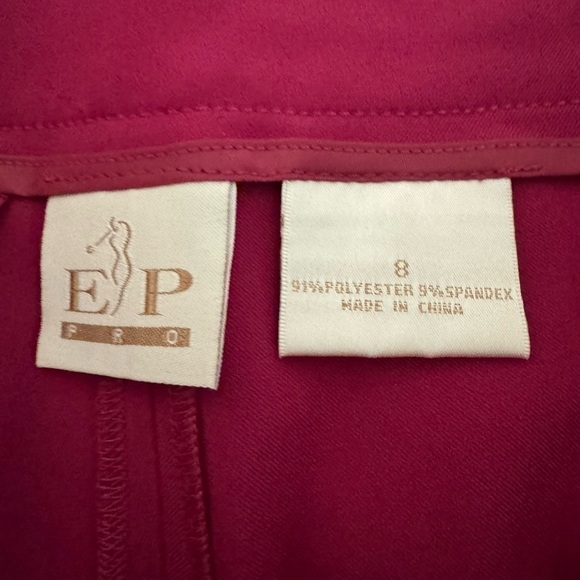 EP
PRO
8
91%POLYESTER 9%SPANDEX
MADE IN CHINA